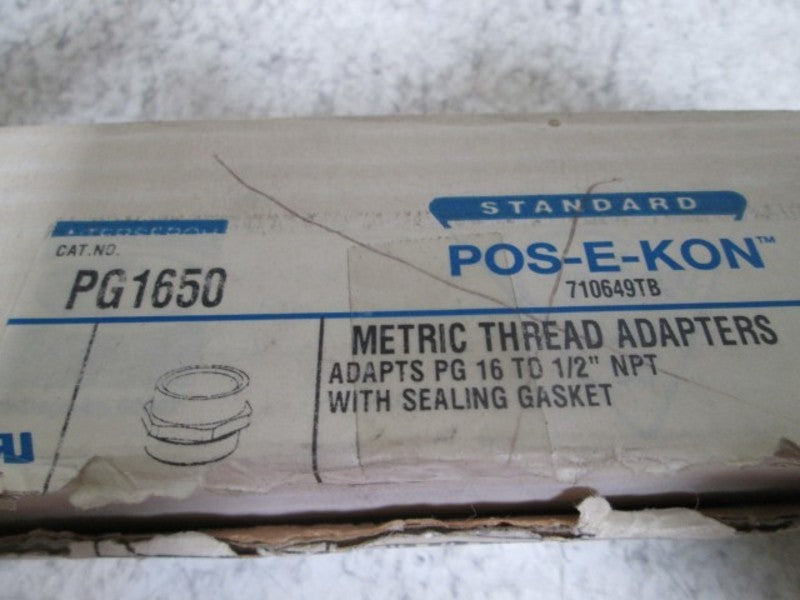 STANDARD
CAT.NO.
POS-E-KON™
PG1650
710649TB
METRIC THREAD ADAPTERS
ADAPTS PG 16 TO 1/2" NPT
WITH SEALING GASKET